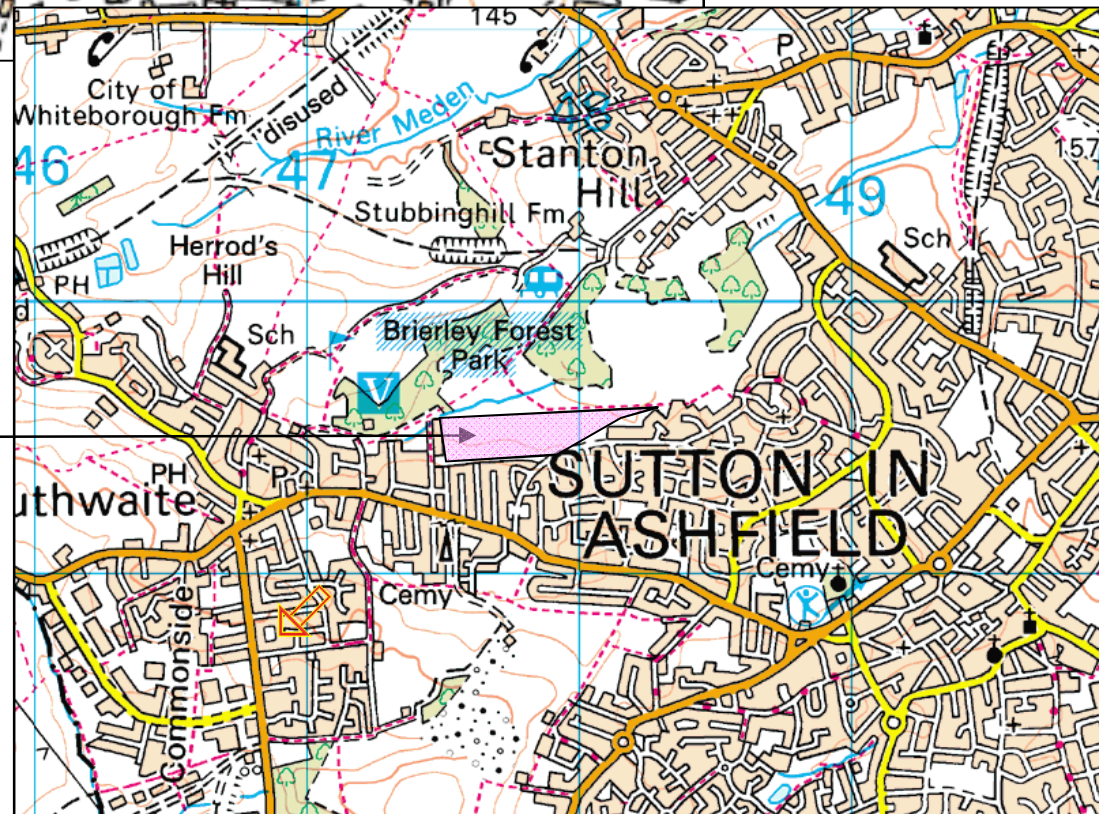 145
P
City of
Whiteborough Fm
disused
River Meden
48
46
47
Stanton
Hill
157
49
Stubbinghill Fm
Herrod's
Hill
Sch
PH
d
Sch
Brierley Forest
Park
V
PH
P
uthwaite
SUTTON IN
ASHFIELD
Cemy
Cemy
Commonside